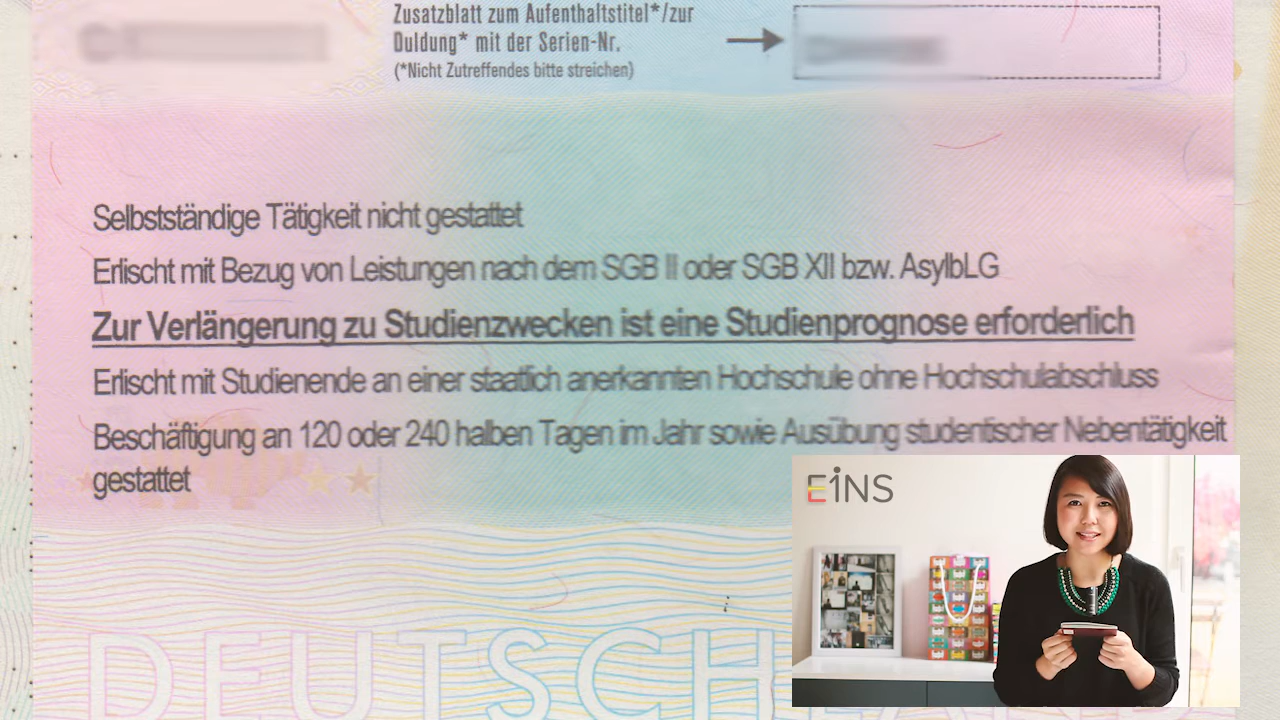 Zusatzblatt zum Aufenthaltstitel*/zur
Duldung* mit der Serien-Nr.
(*Nicht Zutreffendes bitte streichen)
Selbstständige Tätigkeit nicht gestattet
Erlischt mit Bezug von Leistungen nach dem SGB II oder SGB XII bzw. AsylbLG
Zur Verlängerung zu Studienzwecken ist eine Studienprognose erforderlich
Erlischt mit Studienende an einer staatlich anerkannten Hochschule ohne Hochschulabschluss
Beschäftigung an 120 oder 240 halben Tagen im Jahr sowie Ausübung studentischer Nebentätigkeit
gestattet
EINS
DEUTSCH